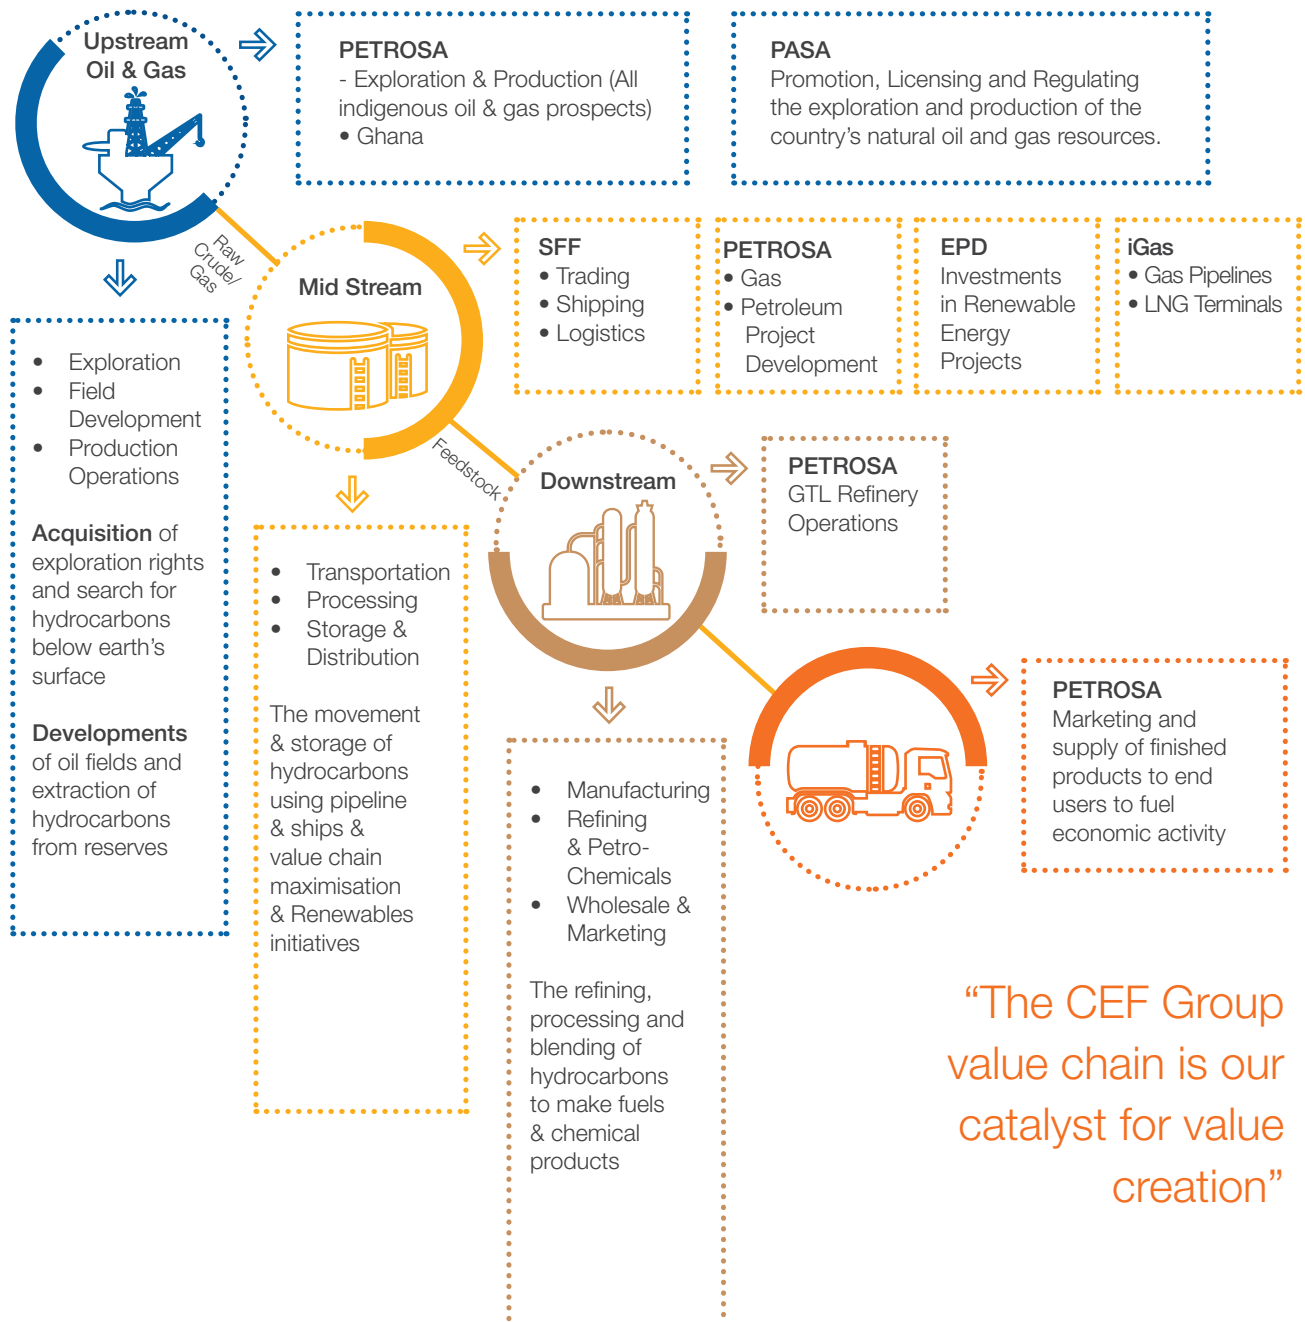 Upstream
Oil & Gas
PETROSA
- Exploration & Production (All
indigenous oil & gas prospects)
• Ghana
PASA
Promotion, Licensing and Regulating
the exploration and production of the
country's natural oil and gas resources.
Raw
Crude/
Gas
Mid Stream
SFF
• Trading
• Shipping
• Logistics
PETROSA
• Gas
• Petroleum
Project
Development
EPD
Investments
in Renewable
Energy
Projects
iGas
• Gas Pipelines
• LNG Terminals
• Exploration
• Field
Development
• Production
Operations
Acquisition of
exploration rights
and search for
hydrocarbons
below earth's
surface
Developments
of oil fields and
extraction of
hydrocarbons
from reserves
Feedstock
Downstream
PETROSA
GTL Refinery
Operations
• Transportation
• Processing
• Storage &
Distribution
The movement
& storage of
hydrocarbons
using pipeline
& ships &
value chain
maximisation
& Renewables
initiatives
PETROSA
Marketing and
supply of finished
products to end
users to fuel
economic activity
• Manufacturing
• Refining
& Petro-
Chemicals
• Wholesale &
Marketing
The refining,
processing and
blending of
hydrocarbons
to make fuels
& chemical
products
“The CEF Group
value chain is our
catalyst for value
creation”